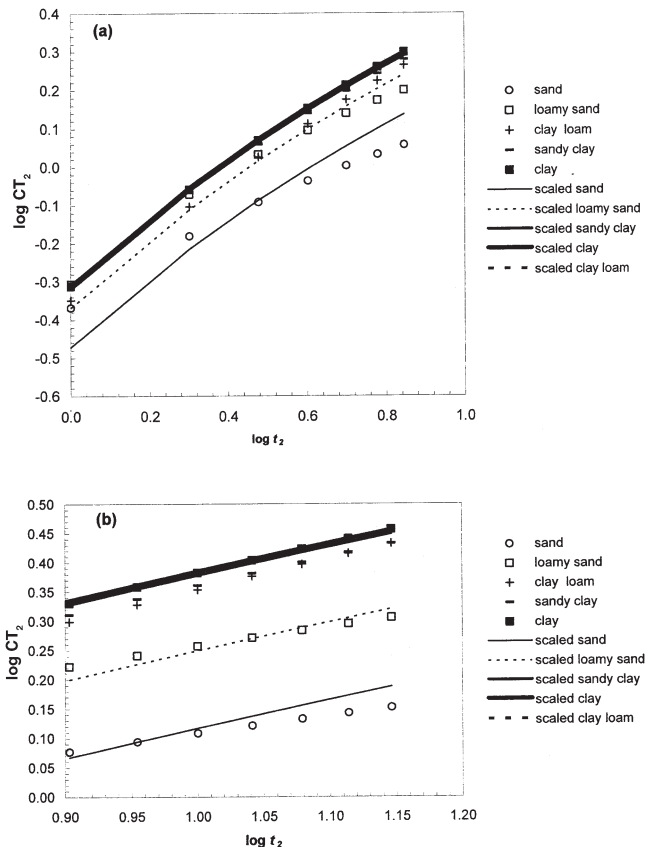 (a)
0.4
0.3
0.2
0.1
0.0
-0.1
-0.2
-0.3
-0.4
-0.5
-0.6
log CT2
0.0 0.2 0.4 0.6 0.8 1.0
log t2
sand
loamy sand
clay loam
sandy clay
clay
scaled sand
scaled loamy sand
scaled sandy clay
scaled clay
scaled clay loam
(b)
0.50
0.45
0.40
0.35
0.30
0.25
0.20
0.15
0.10
0.05
0.00
log CT2
0.90 0.95 1.00 1.05 1.10 1.15 1.20
log t2
sand
loamy sand
clay loam
sandy clay
clay
scaled sand
scaled loamy sand
scaled sandy clay
scaled clay
scaled clay loam